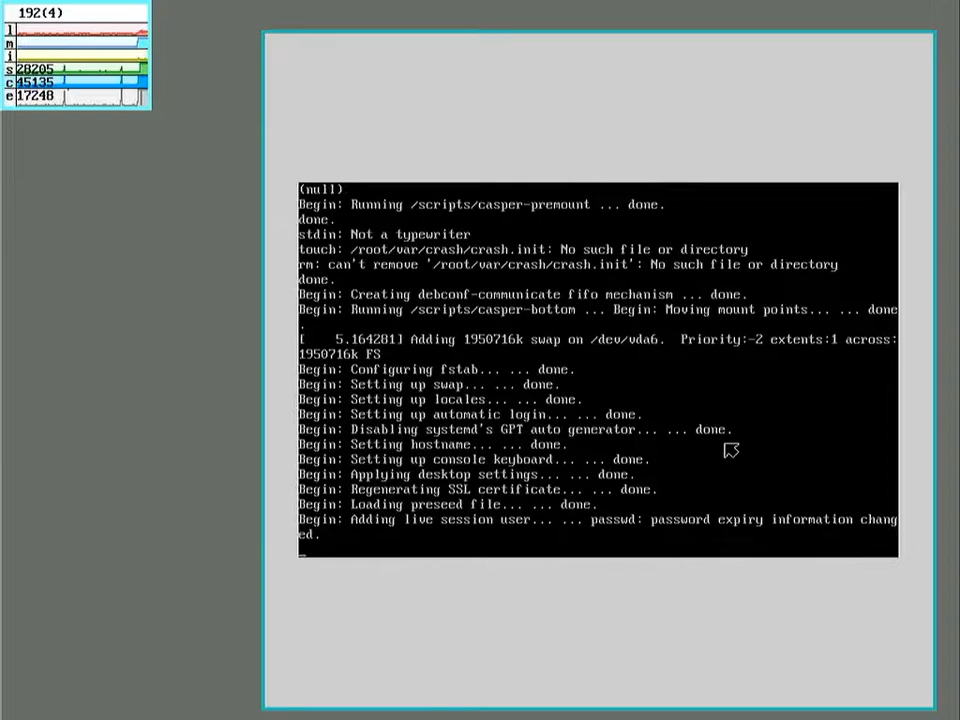 192(4)
l
m
i
s 28205
c 45135
e 17248
(null)
Begin: Running /scripts/casper-premount ... done.
done.
stdin: Not a typewriter
touch: /root/var/crash/crash.init: No such file or directory
rm: can't remove '/root/var/crash/crash.init': No such file or directory
done.
Begin: Creating debconf-communicate fifo mechanism ... done.
Begin: Running /scripts/casper-bottom ... Begin: Moving mount points... ... done
.
[    5.164281] Adding 1950716k swap on /dev/vda6.  Priority:-2 extents:1 across:
1950716k FS
Begin: Configuring fstab... ... done.
Begin: Setting up swap... ... done.
Begin: Setting up locales... ... done.
Begin: Setting up automatic login... ... done.
Begin: Disabling systemd's GPT auto generator... ... done.
Begin: Setting hostname... ... done.
Begin: Setting up console keyboard... ... done.
Begin: Applying desktop settings... ... done.
Begin: Regenerating SSL certificate... ... done.
Begin: Loading preseed file... ... done.
Begin: Adding live session user... ... passwd: password expiry information chang
ed.